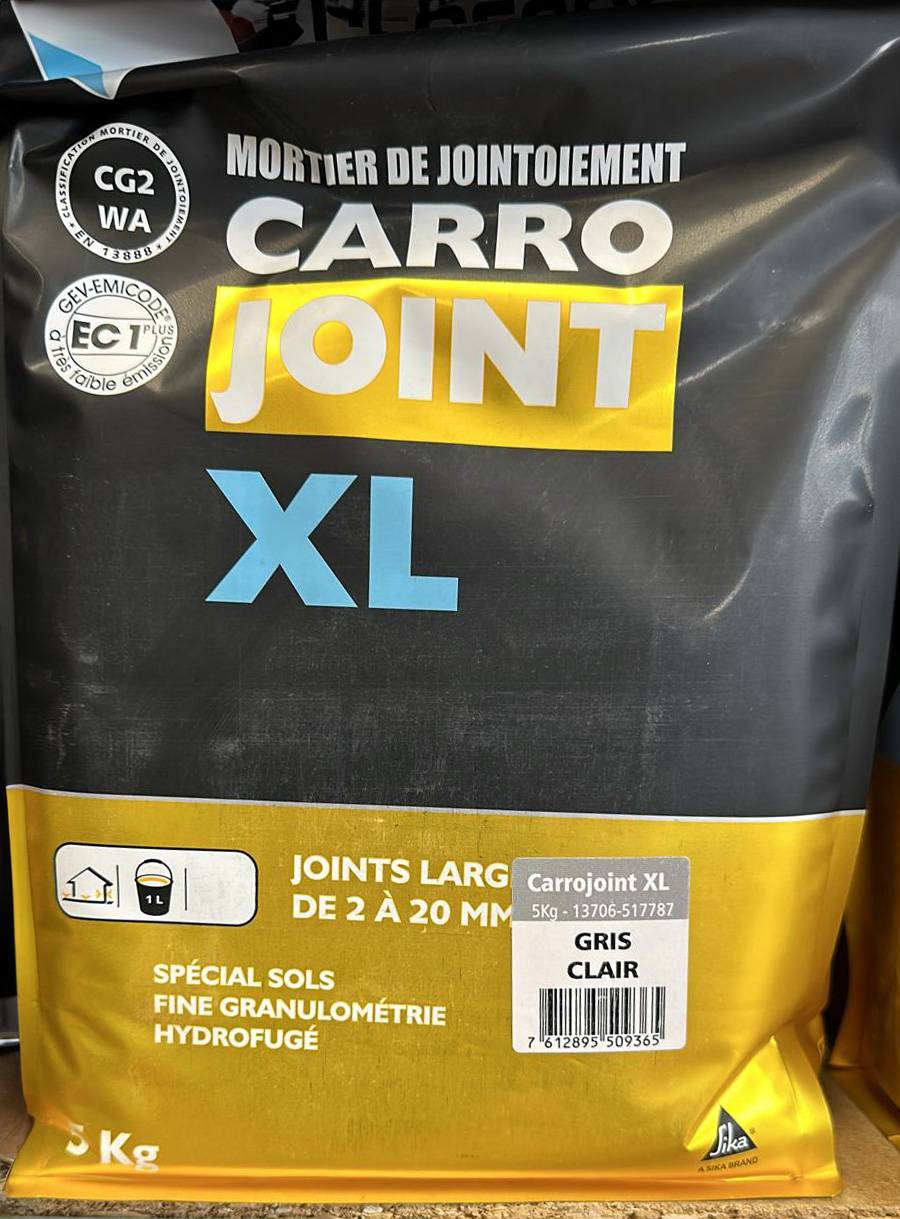 CLASSIFICATION MORTIER DE JOINTOIEMENT
CG2
WA
EN 13888
GEV-EMICODE®
EC1 PLUS
à très faible émission
MORTIER DE JOINTOIEMENT
CARRO
JOINT
XL
1 L
JOINTS LARG
DE 2 À 20 MM
Carrojoint XL
5Kg - 13706-517787
GRIS
CLAIR
7 612895 509365
SPÉCIAL SOLS
FINE GRANULOMÉTRIE
HYDROFUGÉ
5 Kg
Sika®
A SIKA BRAND